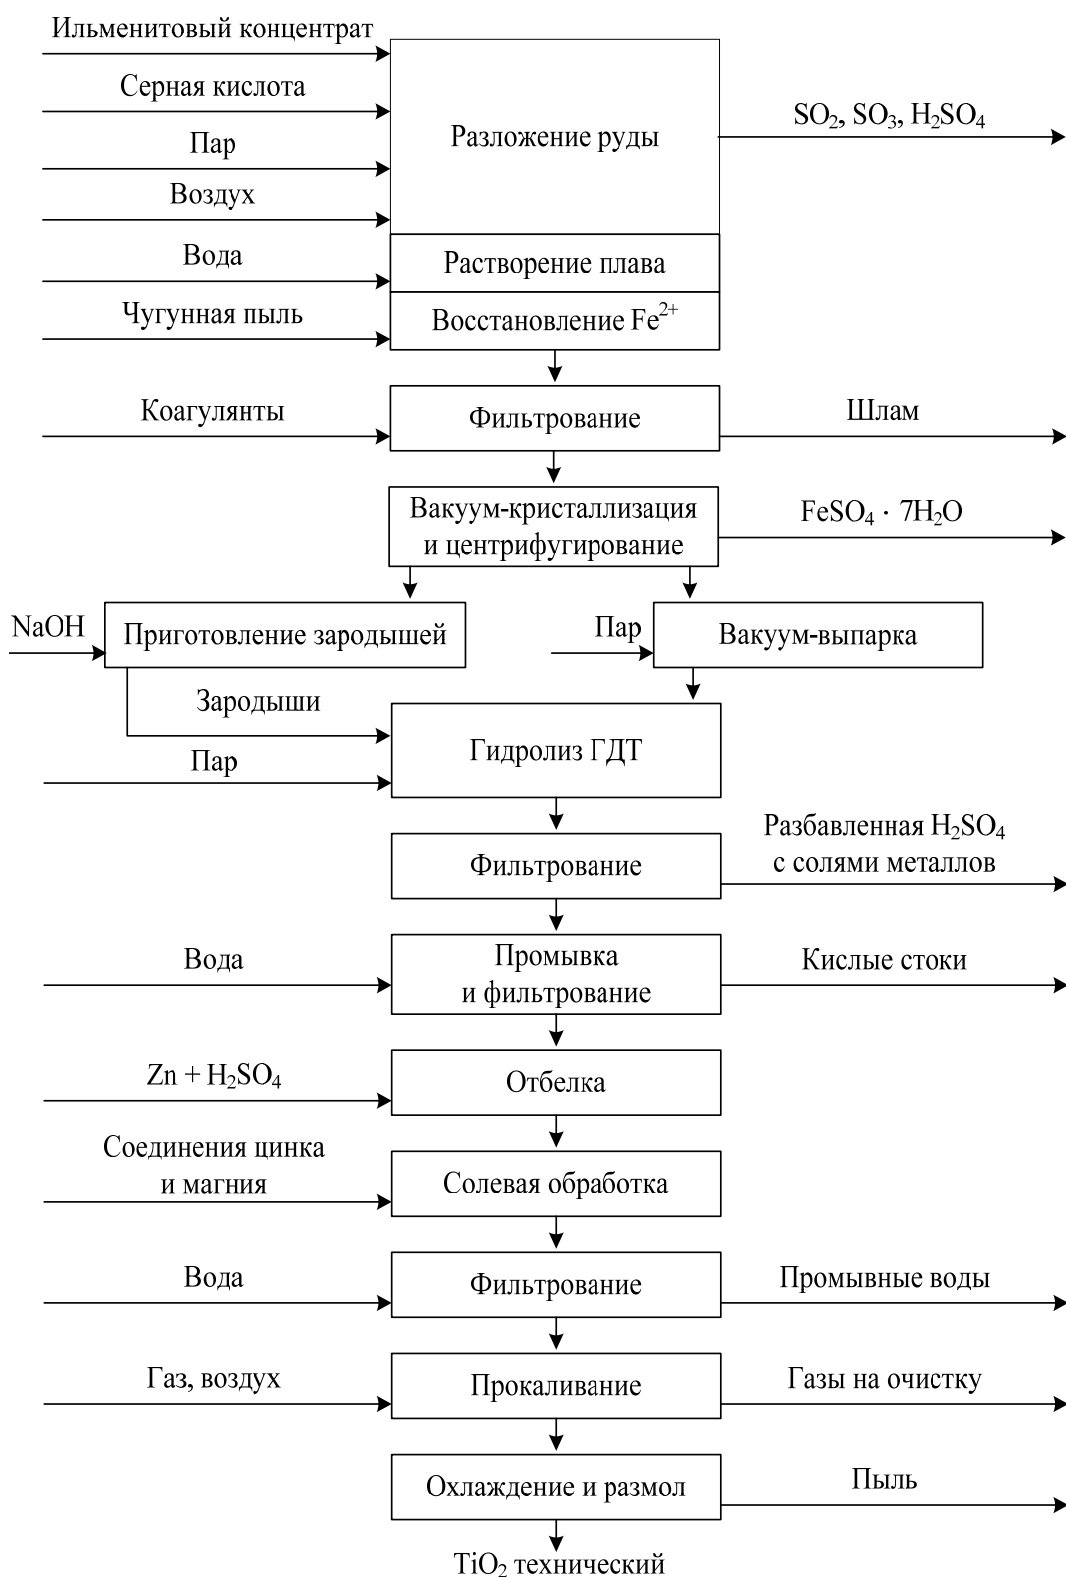 Ильменитовый концентрат
Серная кислота
Пар
Воздух
Разложение руды
SO₂, SO₃, H₂SO₄
Вода
Растворение плава
Чугунная пыль
Восстановление Fe²⁺
Коагулянты
Фильтрование
Шлам
Вакуум-кристаллизация
и центрифугирование
FeSO₄ · 7H₂O
NaOH
Приготовление зародышей
Пар
Вакуум-выпарка
Зародыши
Пар
Гидролиз ГДТ
Фильтрование
Разбавленная H₂SO₄
с солями металлов
Вода
Промывка
и фильтрование
Кислые стоки
Zn + H₂SO₄
Отбелка
Соединения цинка
и магния
Солевая обработка
Вода
Фильтрование
Промывные воды
Газ, воздух
Прокаливание
Газы на очистку
Охлаждение и размол
Пыль
TiO₂ технический